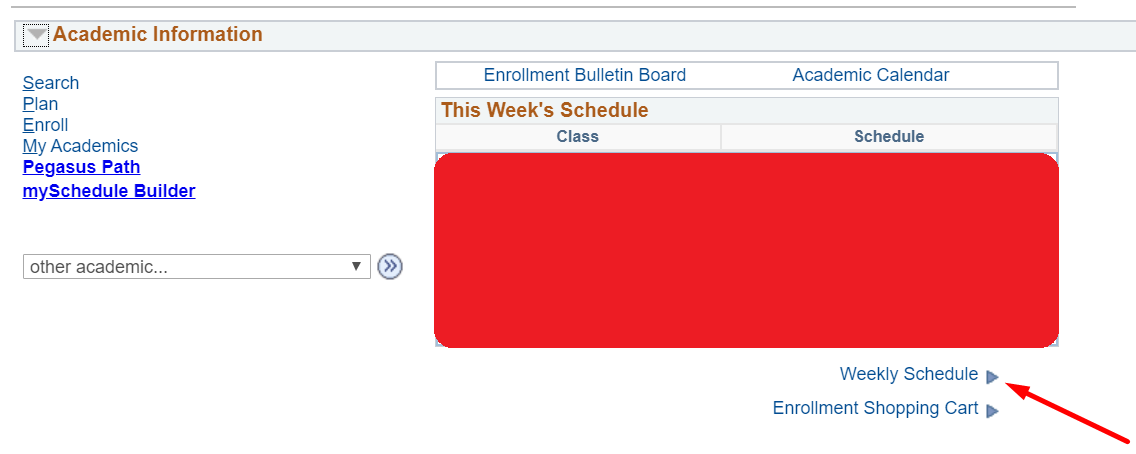 Academic Information
Search
Plan
Enroll
My Academics
Pegasus Path
mySchedule Builder
other academic...
Enrollment Bulletin Board
Academic Calendar
This Week's Schedule
Class
Schedule
Weekly Schedule
Enrollment Shopping Cart